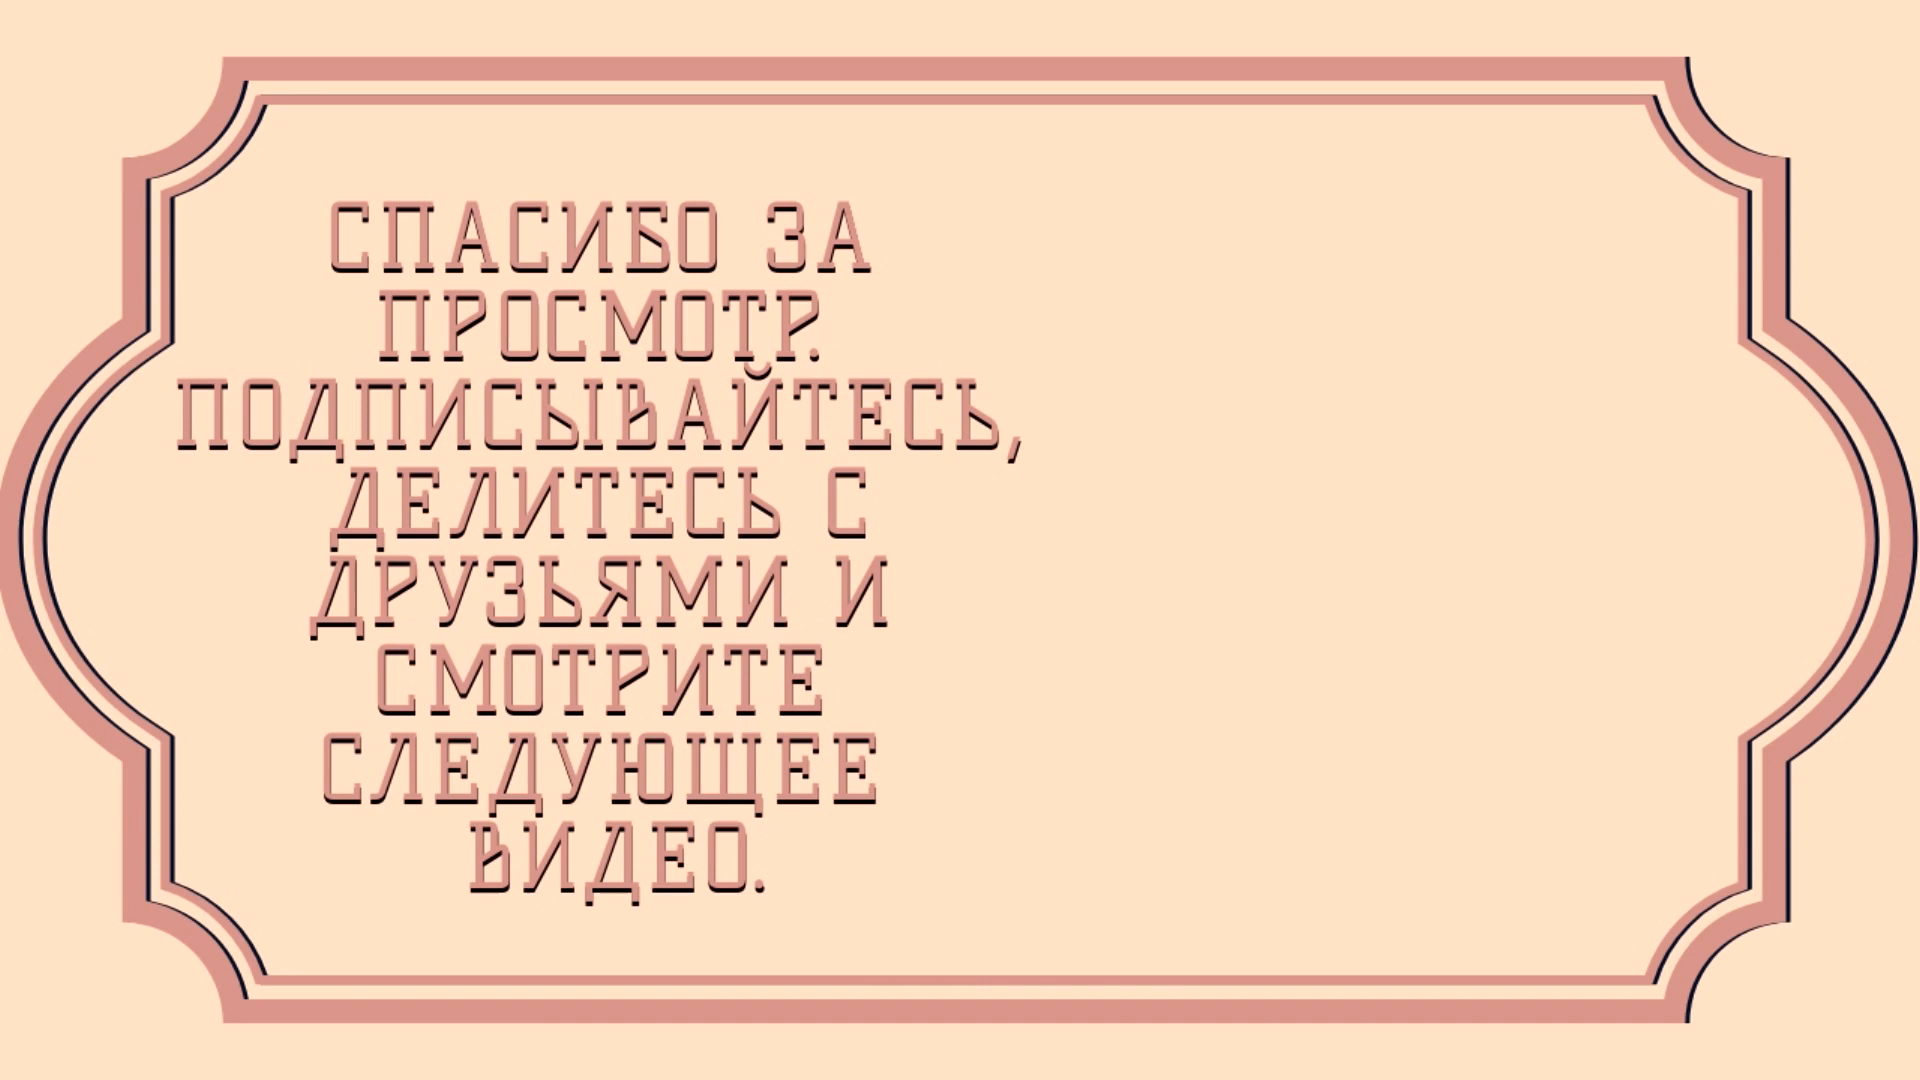 СПАСИБО ЗА
ПРОСМОТР.
ПОДПИСЫВАЙТЕСЬ,
ДЕЛИТЕСЬ С
ДРУЗЬЯМИ И
СМОТРИТЕ
СЛЕДУЮЩЕЕ
ВИДЕО.